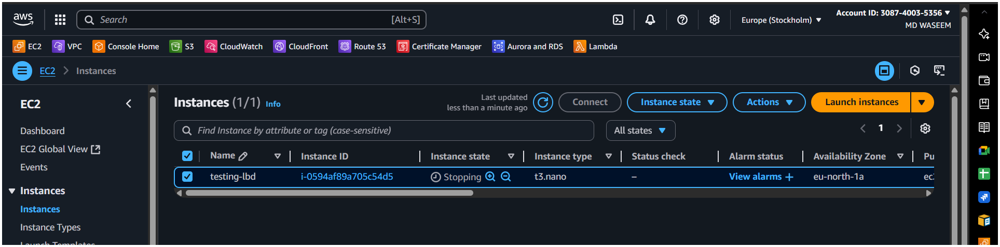 aws
Search [Alt+S]
Europe (Stockholm)
Account ID: 3087-4003-5356
MD WASEEM
EC2 VPC Console Home S3 CloudWatch CloudFront Route 53 Certificate Manager Aurora and RDS Lambda
EC2 Instances
EC2
Dashboard
EC2 Global View
Events
Instances
Instances
Instance Types
Launch Templates
Instances (1/1) Info
Last updated
less than a minute ago
Connect Instance state Actions Launch instances
Find Instance by attribute or tag (case-sensitive) All states 1
Name Instance ID Instance state Instance type Status check Alarm status Availability Zone Pu
testing-lbd i-0594af89a705c54d5 Stopping t3.nano – View alarms + eu-north-1a ec2